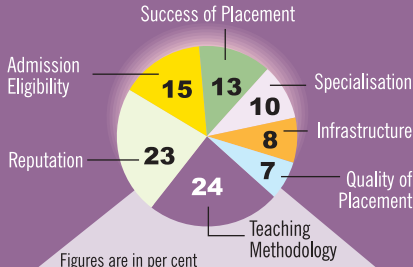 Success of Placement
Admission
Eligibility
15
13
10
Specialisation
8
Infrastructure
Reputation
23
7
Quality of
Placement
24
Teaching
Methodology
Figures are in per cent